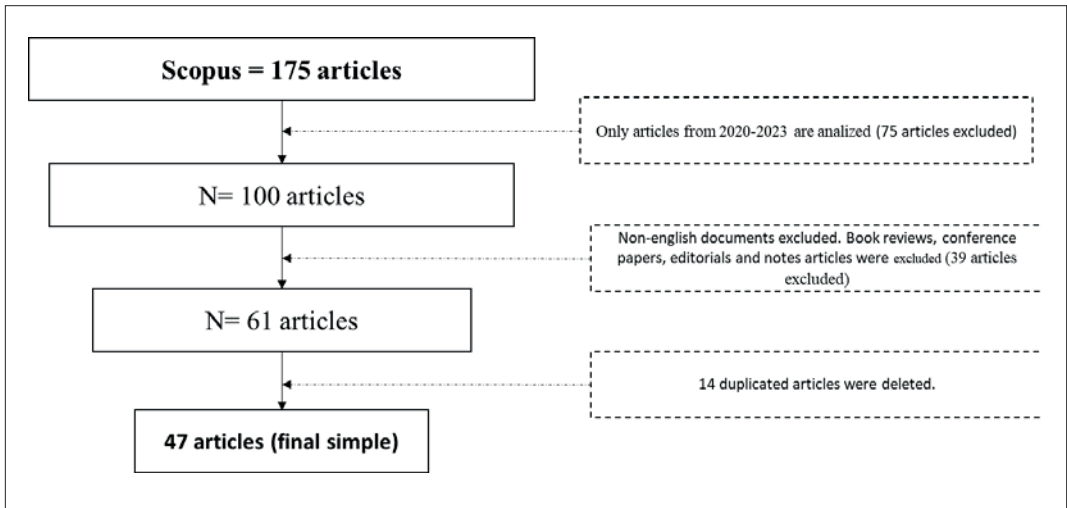 Scopus = 175 articles
Only articles from 2020-2023 are analized (75 articles excluded)
N= 100 articles
Non-english documents excluded. Book reviews, conference
papers, editorials and notes articles were excluded (39 articles
excluded)
N= 61 articles
14 duplicated articles were deleted.
47 articles (final simple)